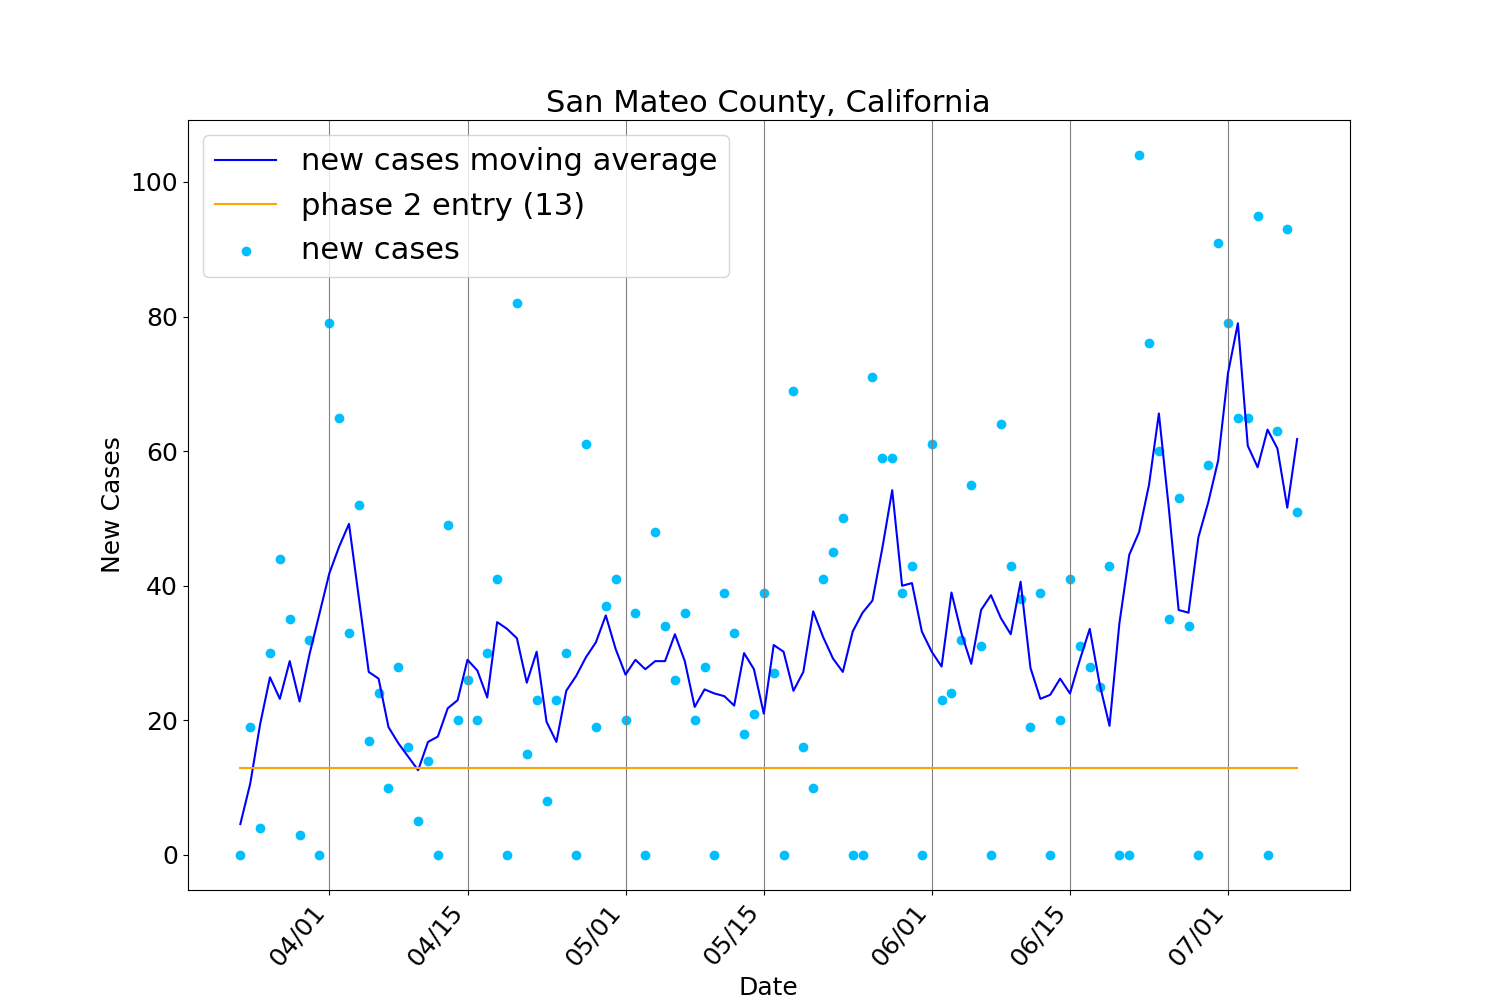 San Mateo County, California
new cases moving average
phase 2 entry (13)
new cases
100
80
60
40
20
0
New Cases
04/01
04/15
05/01
05/15
06/01
06/15
07/01
Date